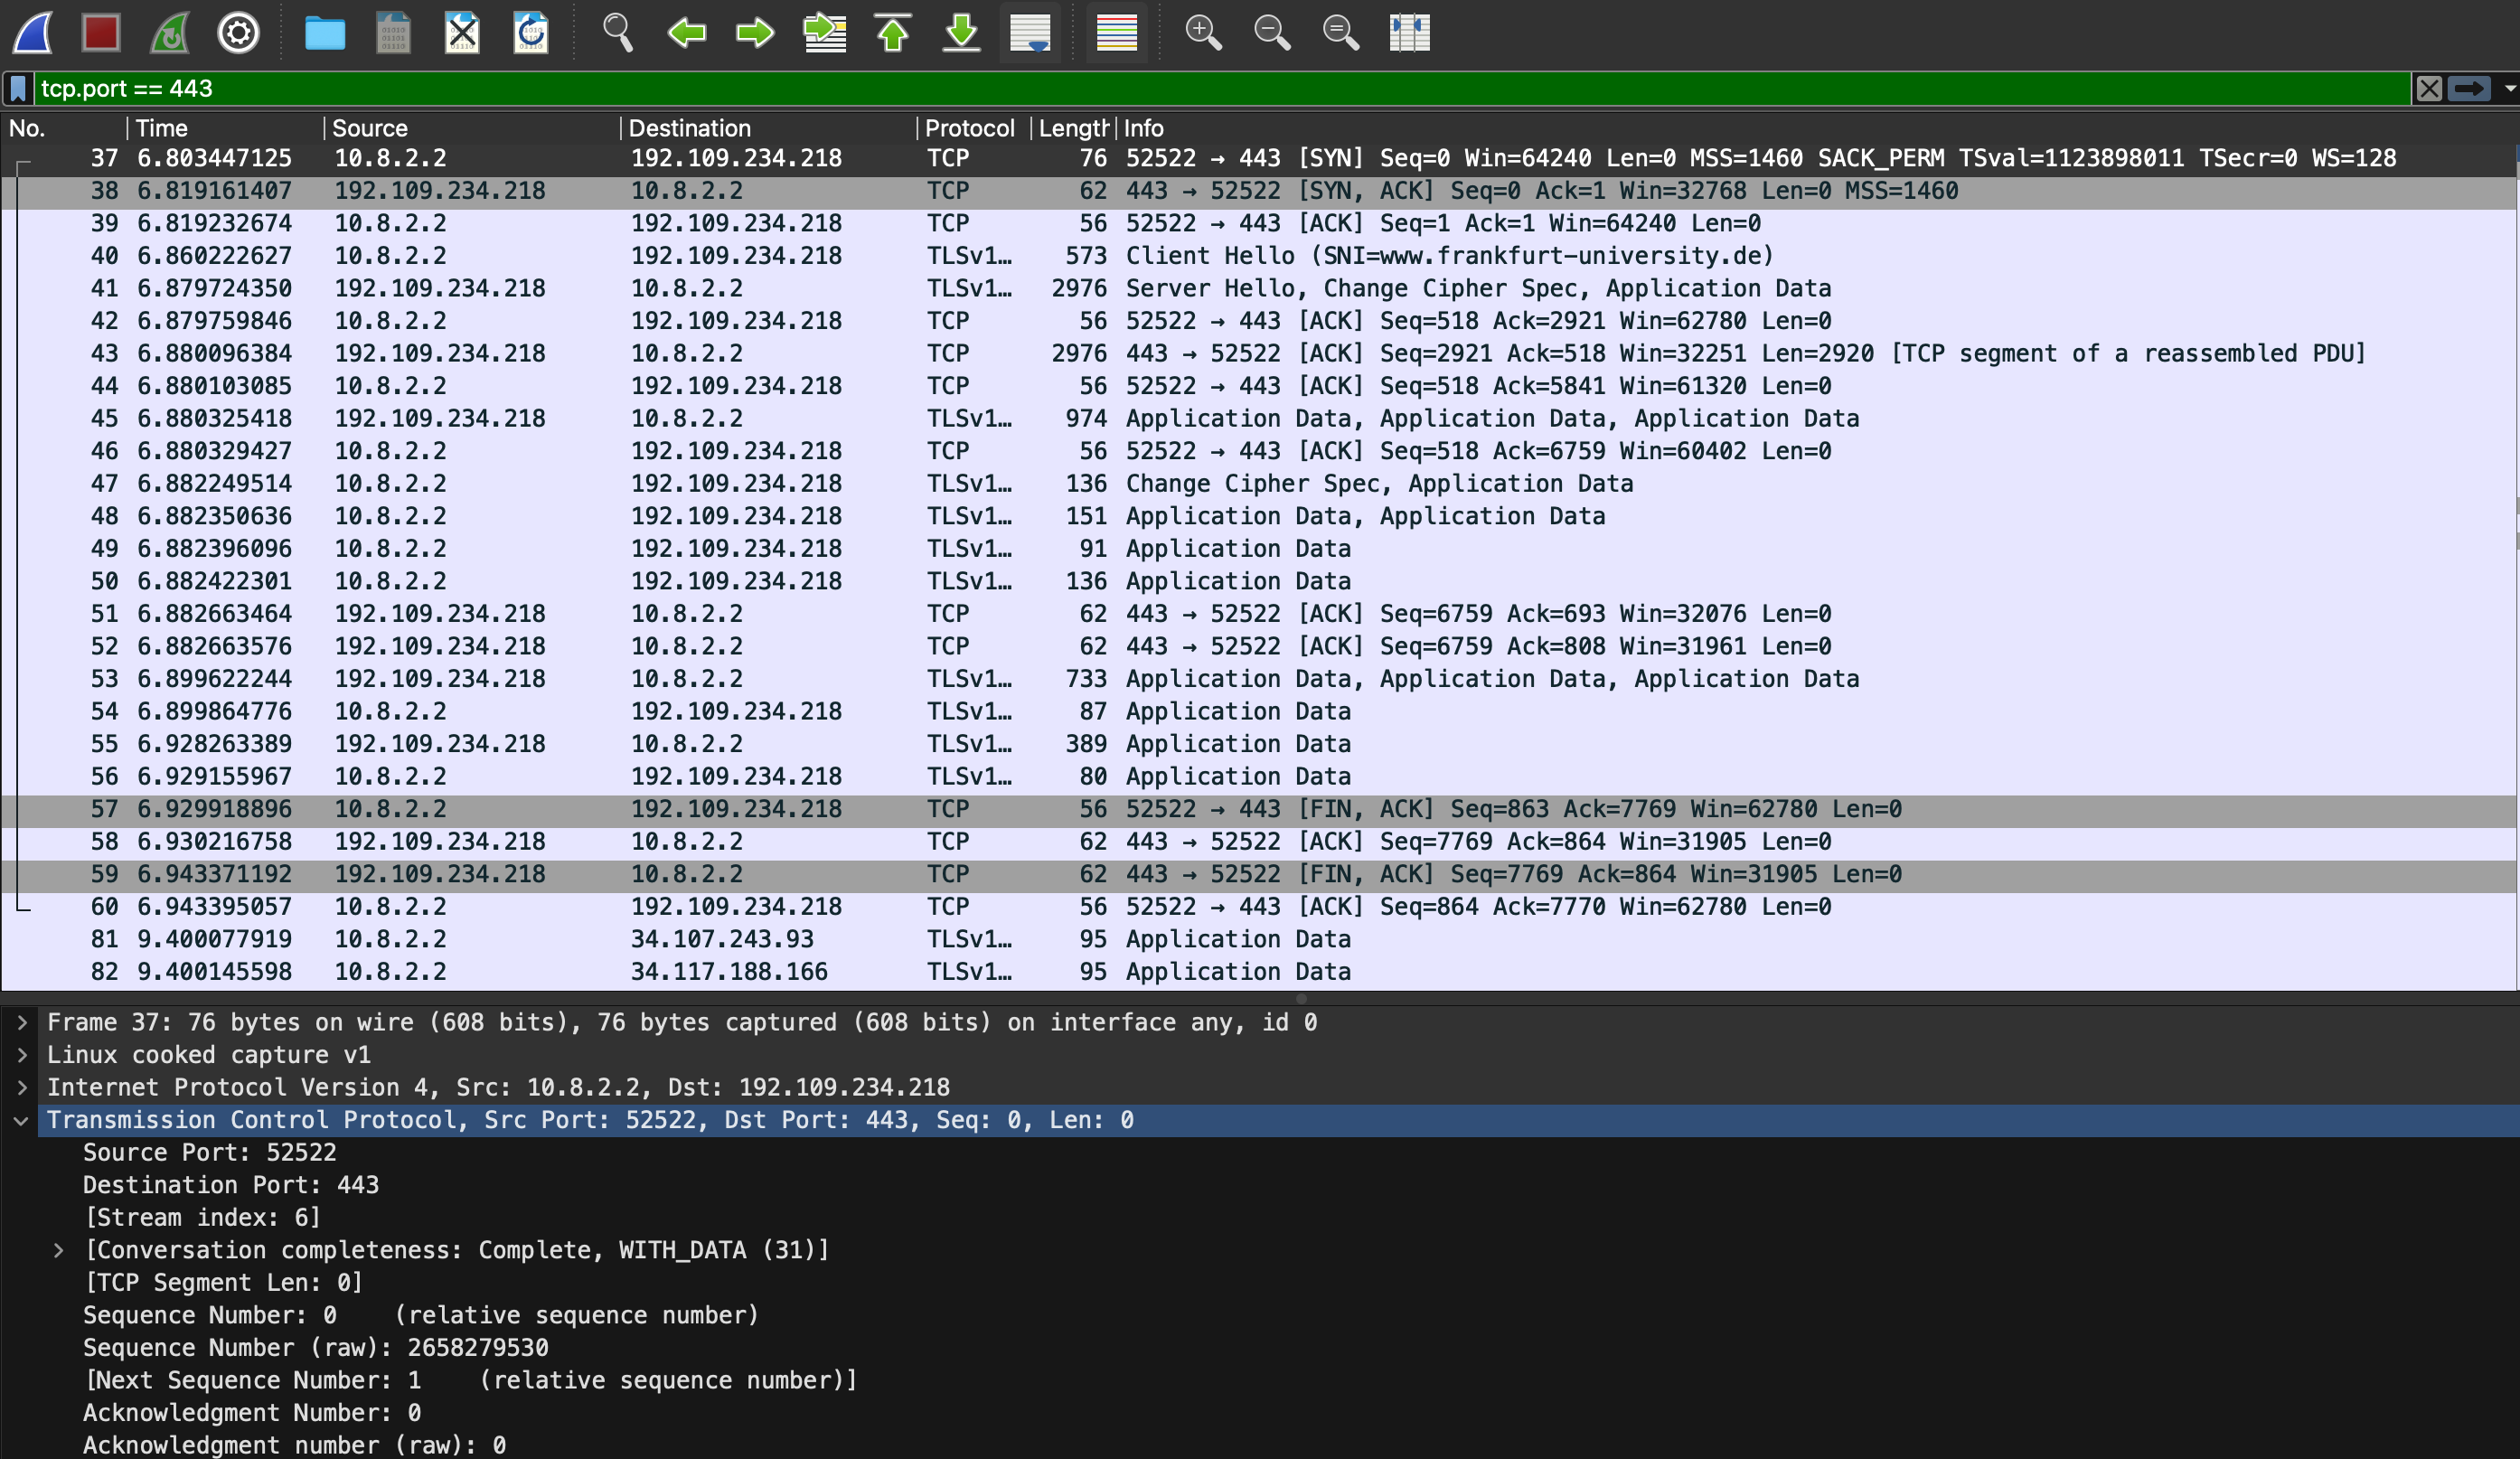 tcp.port == 443
No. Time Source Destination Protocol Length Info
37 6.803447125 10.8.2.2 192.109.234.218 TCP 76 52522 → 443 [SYN] Seq=0 Win=64240 Len=0 MSS=1460 SACK_PERM TSval=1123898011 TSecr=0 WS=128
38 6.819161407 192.109.234.218 10.8.2.2 TCP 62 443 → 52522 [SYN, ACK] Seq=0 Ack=1 Win=32768 Len=0 MSS=1460
39 6.819232674 10.8.2.2 192.109.234.218 TCP 56 52522 → 443 [ACK] Seq=1 Ack=1 Win=64240 Len=0
40 6.860222627 10.8.2.2 192.109.234.218 TLSv1… 573 Client Hello (SNI=www.frankfurt-university.de)
41 6.879724350 192.109.234.218 10.8.2.2 TLSv1… 2976 Server Hello, Change Cipher Spec, Application Data
42 6.879759846 10.8.2.2 192.109.234.218 TCP 56 52522 → 443 [ACK] Seq=518 Ack=2921 Win=62780 Len=0
43 6.880096384 192.109.234.218 10.8.2.2 TCP 2976 443 → 52522 [ACK] Seq=2921 Ack=518 Win=32251 Len=2920 [TCP segment of a reassembled PDU]
44 6.880103085 10.8.2.2 192.109.234.218 TCP 56 52522 → 443 [ACK] Seq=518 Ack=5841 Win=61320 Len=0
45 6.880325418 192.109.234.218 10.8.2.2 TLSv1… 974 Application Data, Application Data, Application Data
46 6.880329427 10.8.2.2 192.109.234.218 TCP 56 52522 → 443 [ACK] Seq=518 Ack=6759 Win=60402 Len=0
47 6.882249514 10.8.2.2 192.109.234.218 TLSv1… 136 Change Cipher Spec, Application Data
48 6.882350636 10.8.2.2 192.109.234.218 TLSv1… 151 Application Data, Application Data
49 6.882396096 10.8.2.2 192.109.234.218 TLSv1… 91 Application Data
50 6.882422301 10.8.2.2 192.109.234.218 TLSv1… 136 Application Data
51 6.882663464 192.109.234.218 10.8.2.2 TCP 62 443 → 52522 [ACK] Seq=6759 Ack=693 Win=32076 Len=0
52 6.882663576 192.109.234.218 10.8.2.2 TCP 62 443 → 52522 [ACK] Seq=6759 Ack=808 Win=31961 Len=0
53 6.899622244 192.109.234.218 10.8.2.2 TLSv1… 733 Application Data, Application Data, Application Data
54 6.899864776 10.8.2.2 192.109.234.218 TLSv1… 87 Application Data
55 6.928263389 192.109.234.218 10.8.2.2 TLSv1… 389 Application Data
56 6.929155967 10.8.2.2 192.109.234.218 TLSv1… 80 Application Data
57 6.929918896 10.8.2.2 192.109.234.218 TCP 56 52522 → 443 [FIN, ACK] Seq=863 Ack=7769 Win=62780 Len=0
58 6.930216758 192.109.234.218 10.8.2.2 TCP 62 443 → 52522 [ACK] Seq=7769 Ack=864 Win=31905 Len=0
59 6.943371192 192.109.234.218 10.8.2.2 TCP 62 443 → 52522 [FIN, ACK] Seq=7769 Ack=864 Win=31905 Len=0
60 6.943395057 10.8.2.2 192.109.234.218 TCP 56 52522 → 443 [ACK] Seq=864 Ack=7770 Win=62780 Len=0
81 9.400077919 10.8.2.2 34.107.243.93 TLSv1… 95 Application Data
82 9.400145598 10.8.2.2 34.117.188.166 TLSv1… 95 Application Data
Frame 37: 76 bytes on wire (608 bits), 76 bytes captured (608 bits) on interface any, id 0
Linux cooked capture v1
Internet Protocol Version 4, Src: 10.8.2.2, Dst: 192.109.234.218
Transmission Control Protocol, Src Port: 52522, Dst Port: 443, Seq: 0, Len: 0
Source Port: 52522
Destination Port: 443
[Stream index: 6]
[Conversation completeness: Complete, WITH_DATA (31)]
[TCP Segment Len: 0]
Sequence Number: 0 (relative sequence number)
Sequence Number (raw): 2658279530
[Next Sequence Number: 1 (relative sequence number)]
Acknowledgment Number: 0
Acknowledgment number (raw): 0